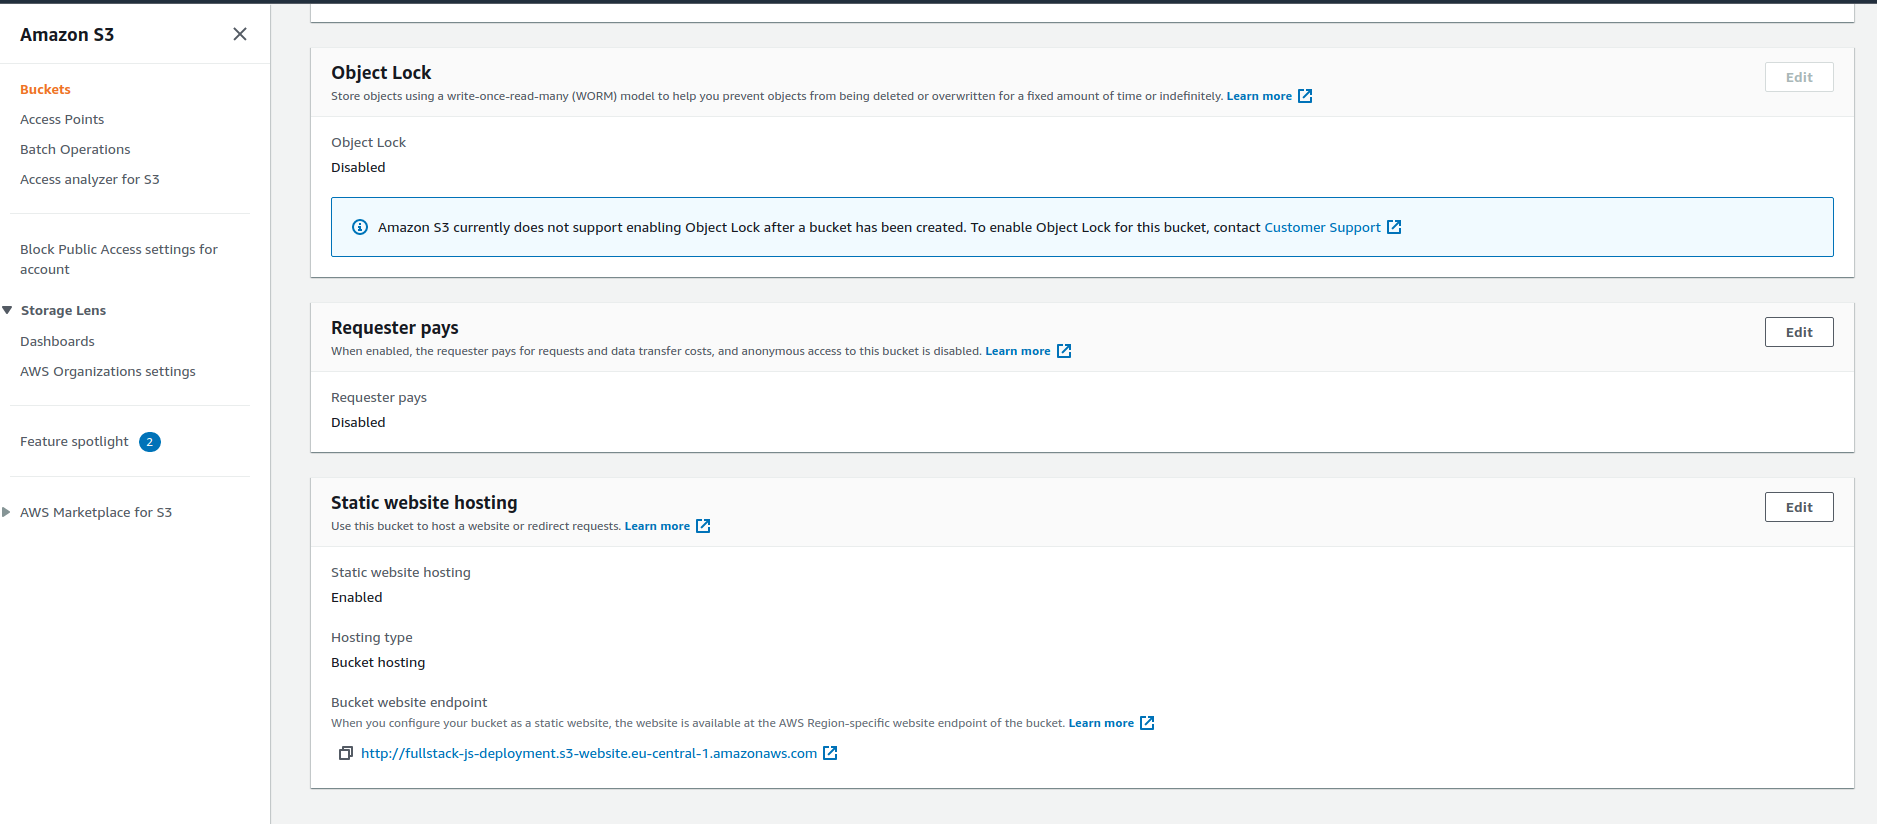 Amazon S3
Buckets
Access Points
Batch Operations
Access analyzer for S3
Block Public Access settings for
account
Storage Lens
Dashboards
AWS Organizations settings
Feature spotlight 2
AWS Marketplace for S3
Object Lock
Edit
Store objects using a write-once-read-many (WORM) model to help you prevent objects from being deleted or overwritten for a fixed amount of time or indefinitely. Learn more
Object Lock
Disabled
Amazon S3 currently does not support enabling Object Lock after a bucket has been created. To enable Object Lock for this bucket, contact Customer Support
Requester pays
Edit
When enabled, the requester pays for requests and data transfer costs, and anonymous access to this bucket is disabled. Learn more
Requester pays
Disabled
Static website hosting
Edit
Use this bucket to host a website or redirect requests. Learn more
Static website hosting
Enabled
Hosting type
Bucket hosting
Bucket website endpoint
When you configure your bucket as a static website, the website is available at the AWS Region-specific website endpoint of the bucket. Learn more
http://fullstack-js-deployment.s3-website.eu-central-1.amazonaws.com